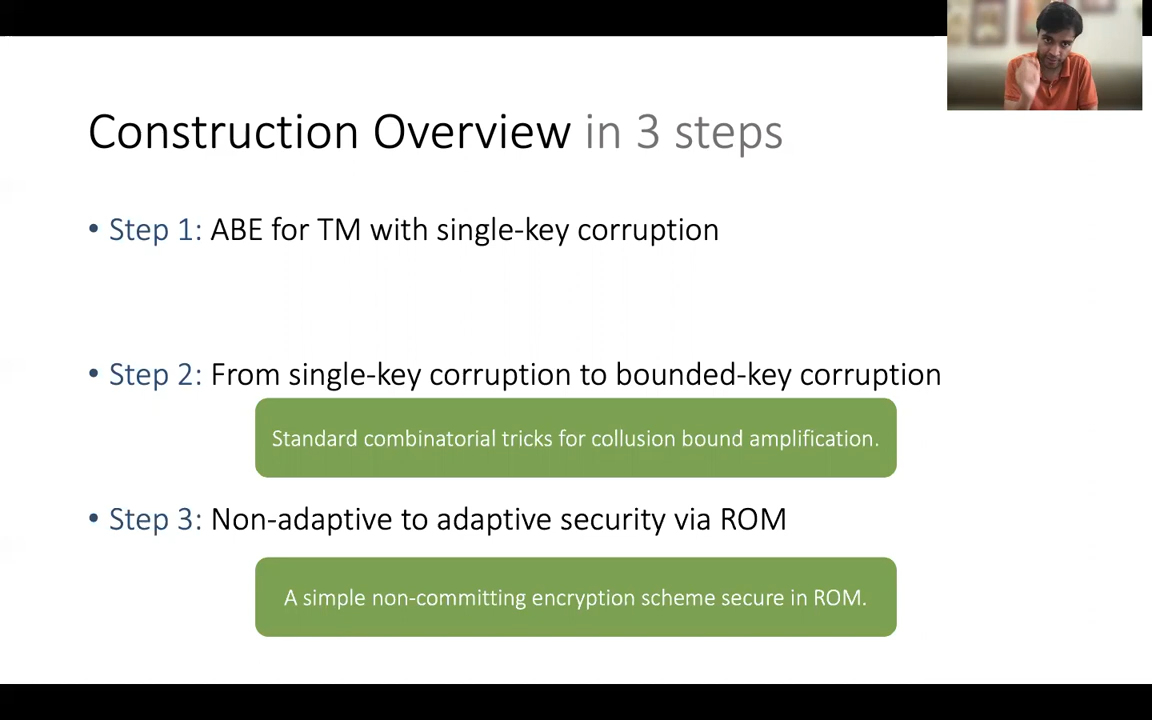 Construction Overview in 3 steps
• Step 1: ABE for TM with single-key corruption
• Step 2: From single-key corruption to bounded-key corruption
Standard combinatorial tricks for collusion bound amplification.
• Step 3: Non-adaptive to adaptive security via ROM
A simple non-committing encryption scheme secure in ROM.